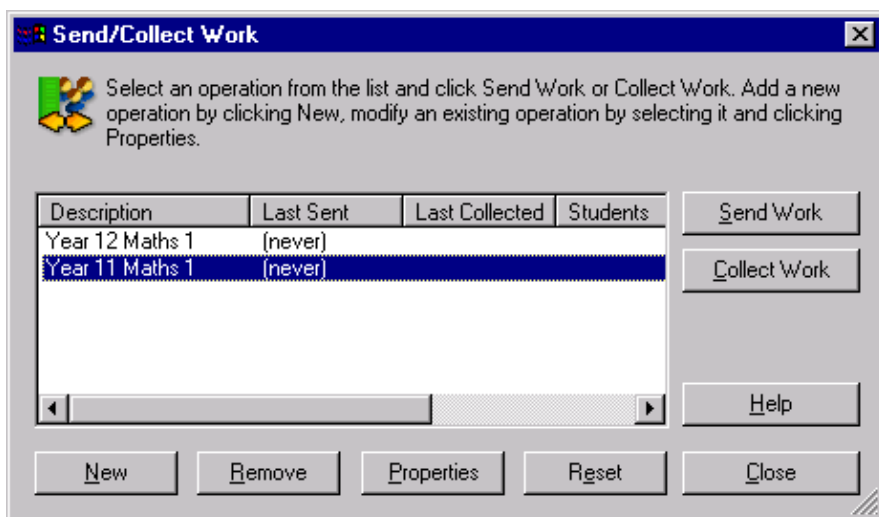 Send/Collect Work
Select an operation from the list and click Send Work or Collect Work. Add a new
operation by clicking New, modify an existing operation by selecting it and clicking
Properties.
Description Last Sent Last Collected Students
Year 12 Maths 1 (never)
Year 11 Maths 1 (never)
Send Work
Collect Work
Help
New Remove Properties Reset Close